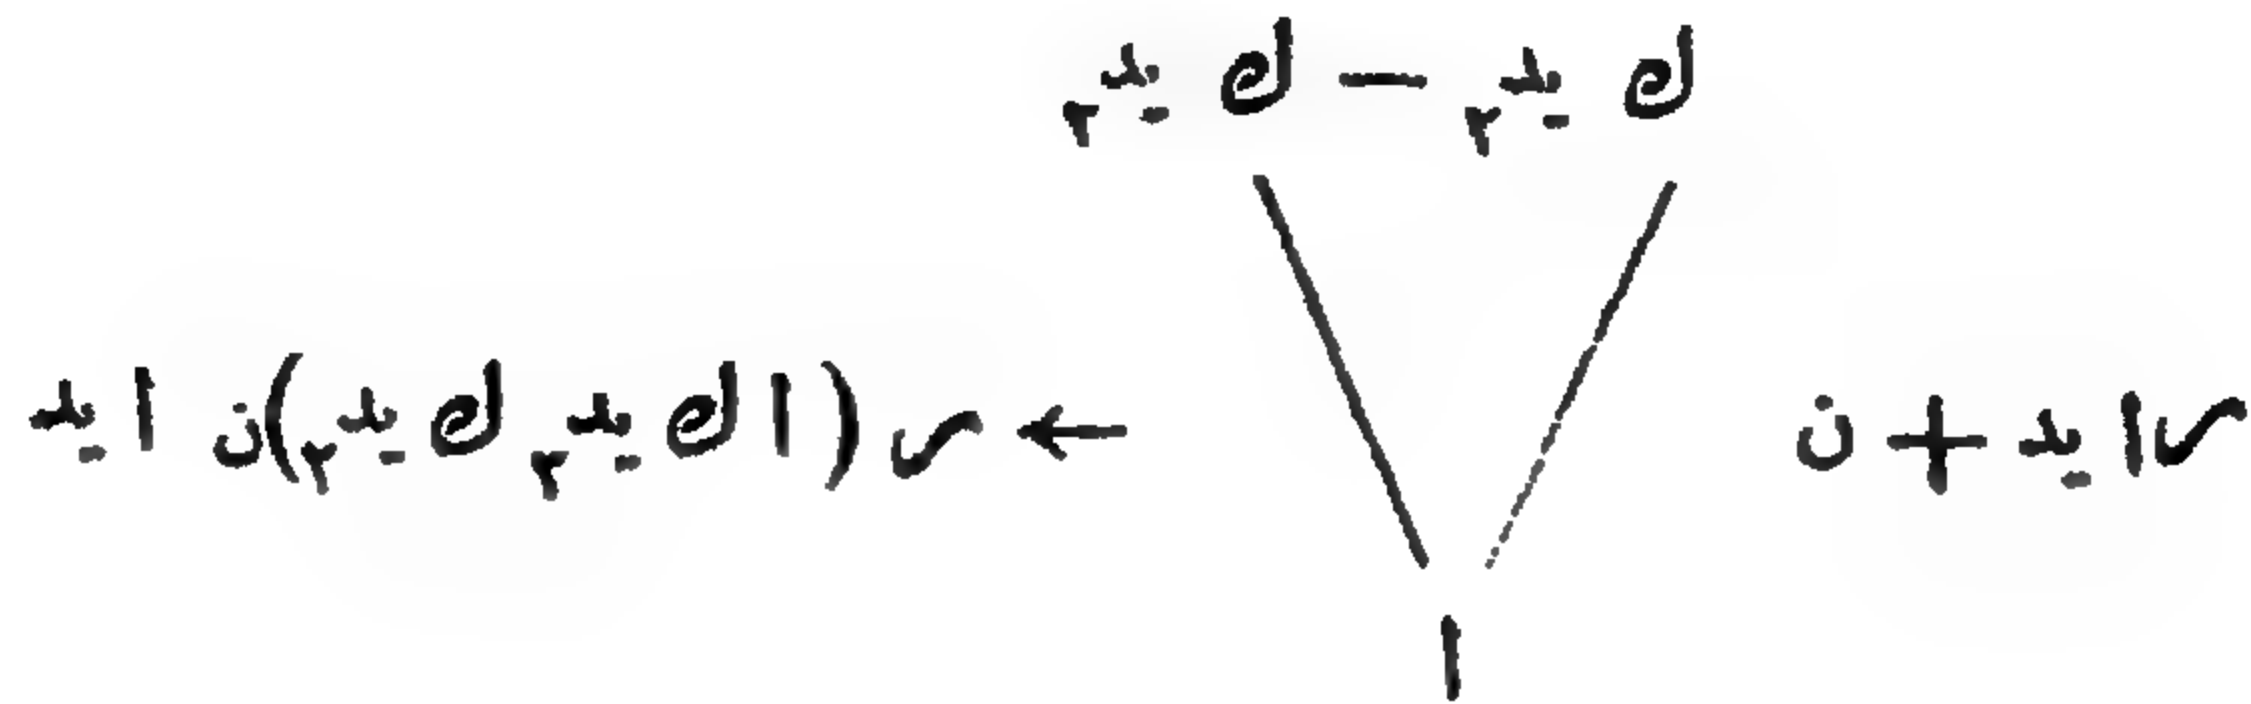 ك يد٢ — ك يد٢
س ا يد + ن ← س (ا ك يد٢ ك يد٢) ن ا يد
ا